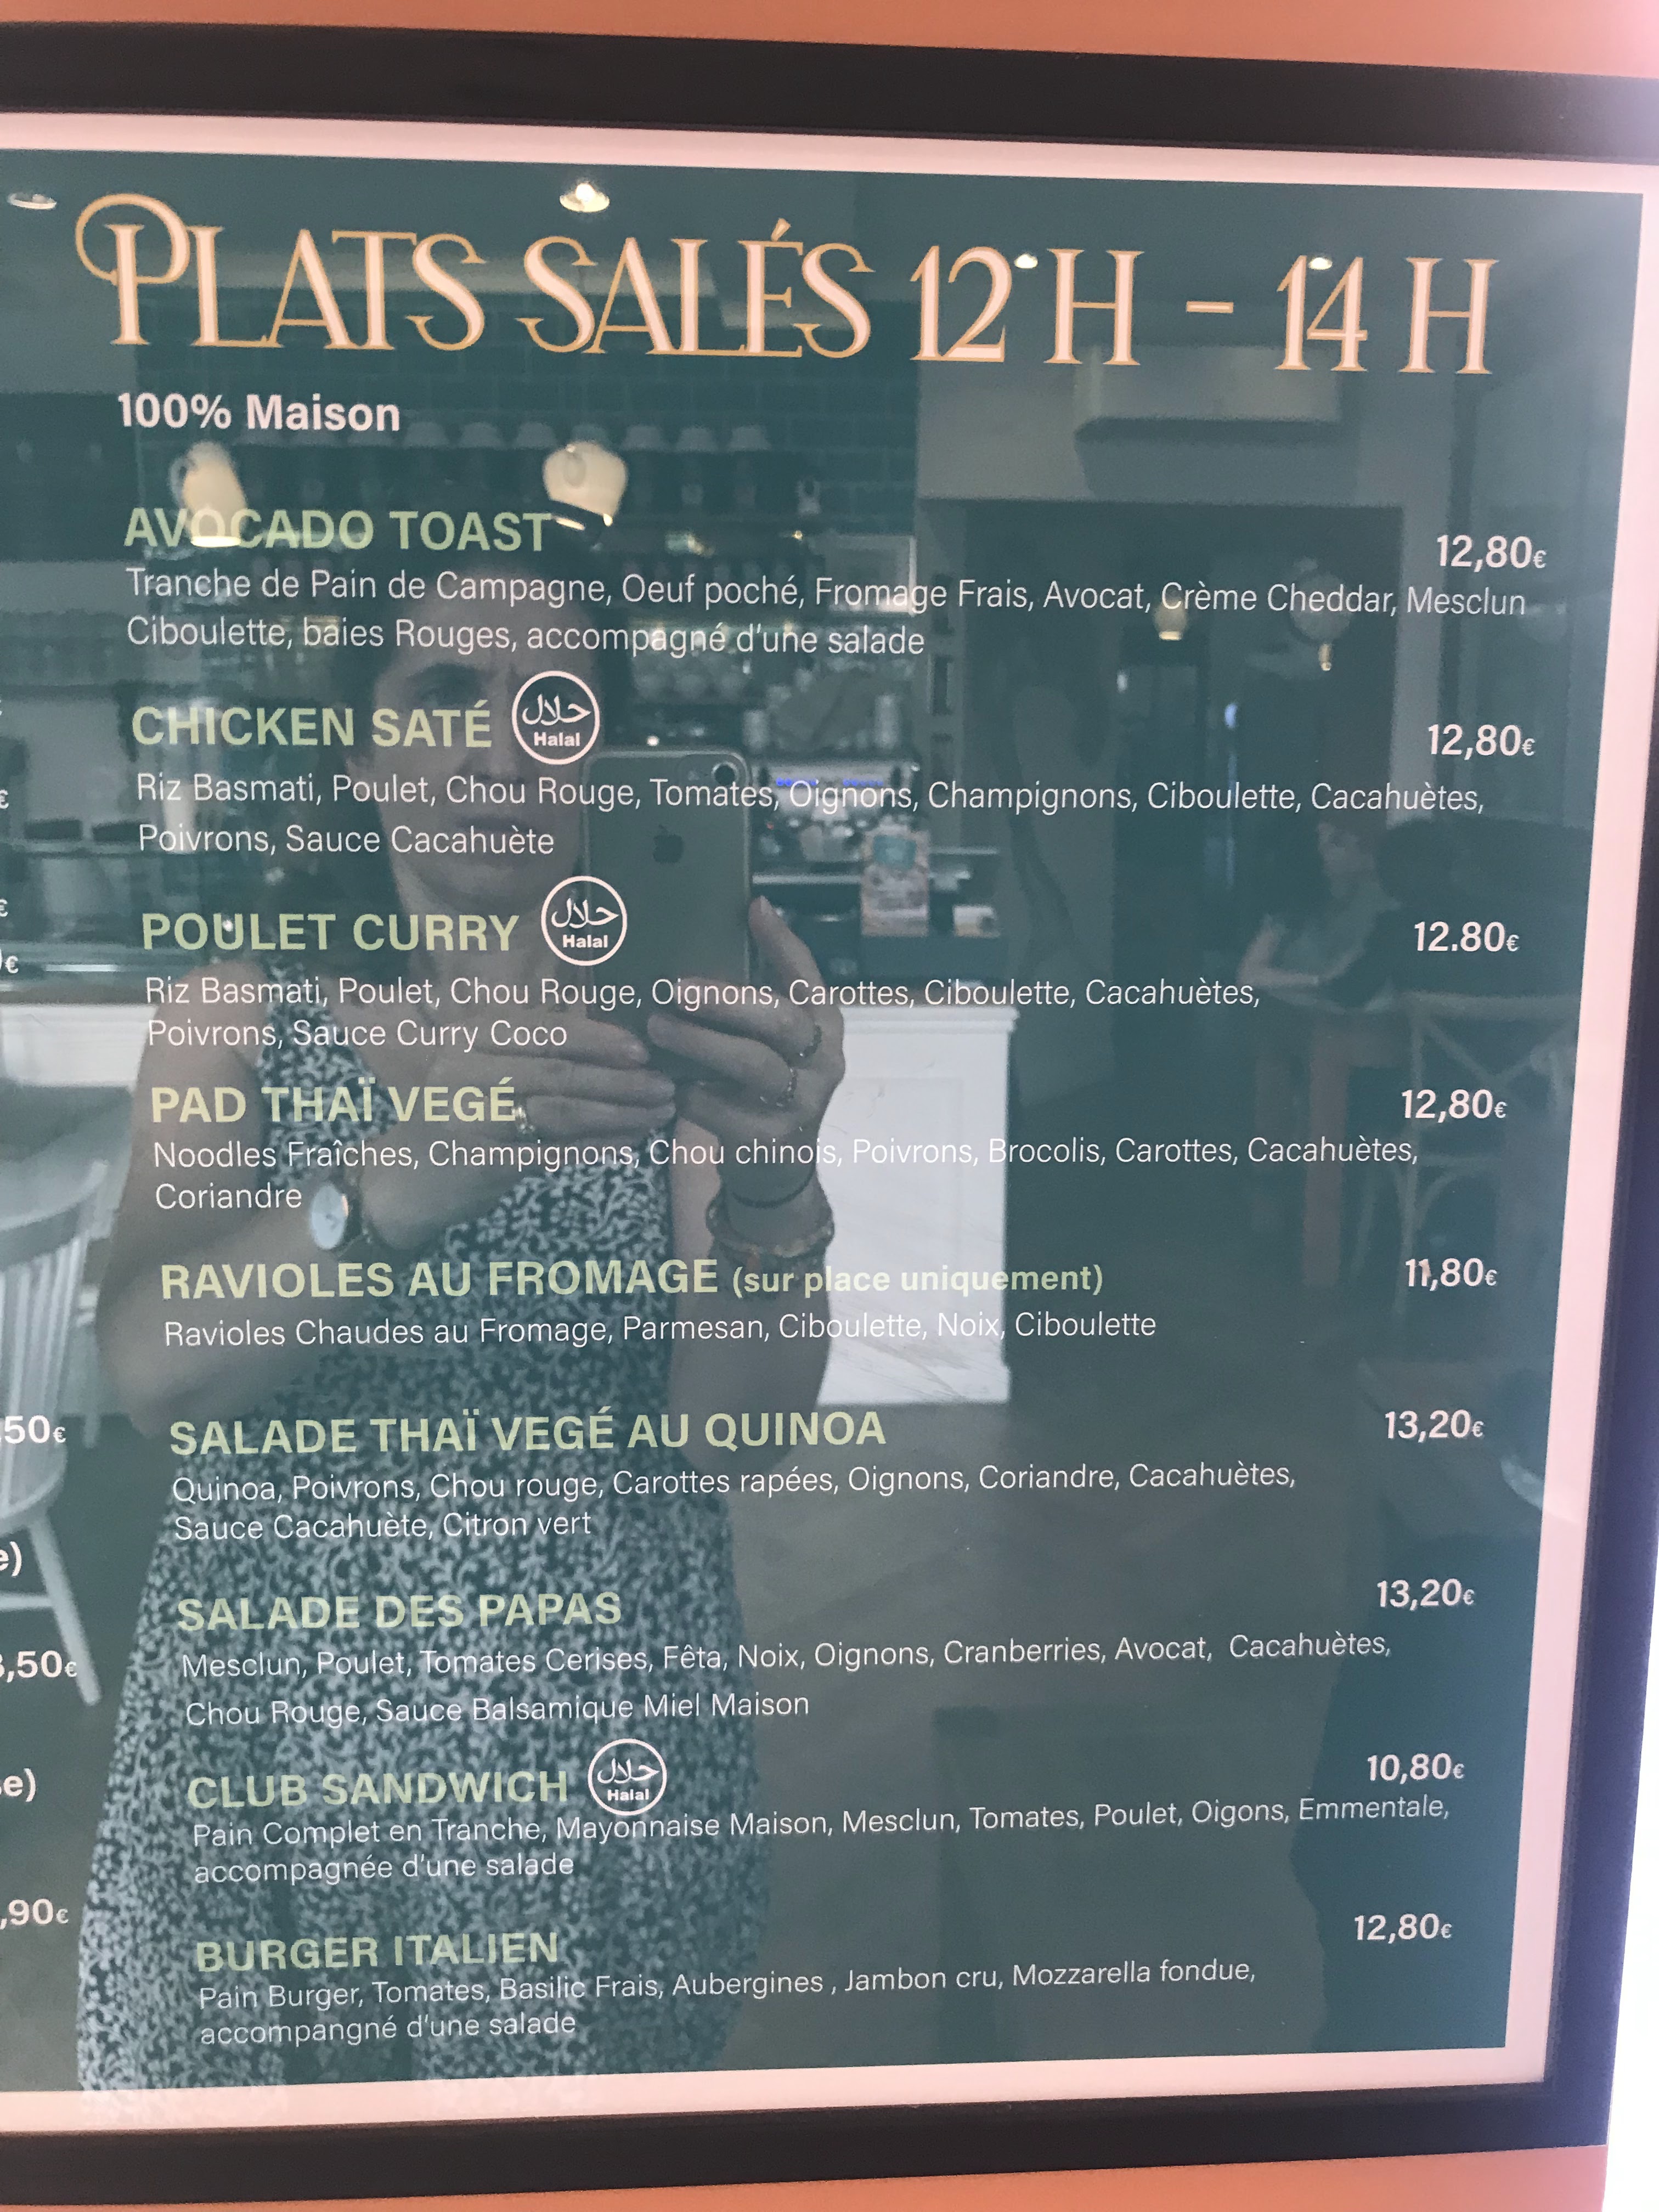 PLATS SALÉS 12 H - 14 H
100% Maison
AVOCADO TOAST 12,80€
Tranche de Pain de Campagne, Oeuf poché, Fromage Frais, Avocat, Crème Cheddar, Mesclun
Ciboulette, baies Rouges, accompagné d'une salade
CHICKEN SATÉ حلال Halal 12,80€
Riz Basmati, Poulet, Chou Rouge, Tomates, Oignons, Champignons, Ciboulette, Cacahuètes,
Poivrons, Sauce Cacahuète
€
POULET CURRY حلال Halal 12.80€
€
€
Riz Basmati, Poulet, Chou Rouge, Oignons, Carottes, Ciboulette, Cacahuètes,
Poivrons, Sauce Curry Coco
PAD THAÏ VEGÉ 12,80€
Noodles Fraîches, Champignons, Chou chinois, Poivrons, Brocolis, Carottes, Cacahuètes,
Coriandre
RAVIOLES AU FROMAGE (sur place uniquement) 11,80€
Ravioles Chaudes au Fromage, Parmesan, Ciboulette, Noix, Ciboulette
50€
SALADE THAÏ VEGÉ AU QUINOA 13,20€
Quinoa, Poivrons, Chou rouge, Carottes rapées, Oignons, Coriandre, Cacahuètes,
Sauce Cacahuète, Citron vert
e)
SALADE DES PAPAS 13,20€
Mesclun, Poulet, Tomates Cerises, Fêta, Noix, Oignons, Cranberries, Avocat, Cacahuètes,
,50€
Chou Rouge, Sauce Balsamique Miel Maison
e)
CLUB SANDWICH حلال Halal 10,80€
Pain Complet en Tranche, Mayonnaise Maison, Mesclun, Tomates, Poulet, Oigons, Emmentale,
accompagnée d'une salade
,90€
BURGER ITALIEN 12,80€
Pain Burger, Tomates, Basilic Frais, Aubergines , Jambon cru, Mozzarella fondue,
accompangné d'une salade